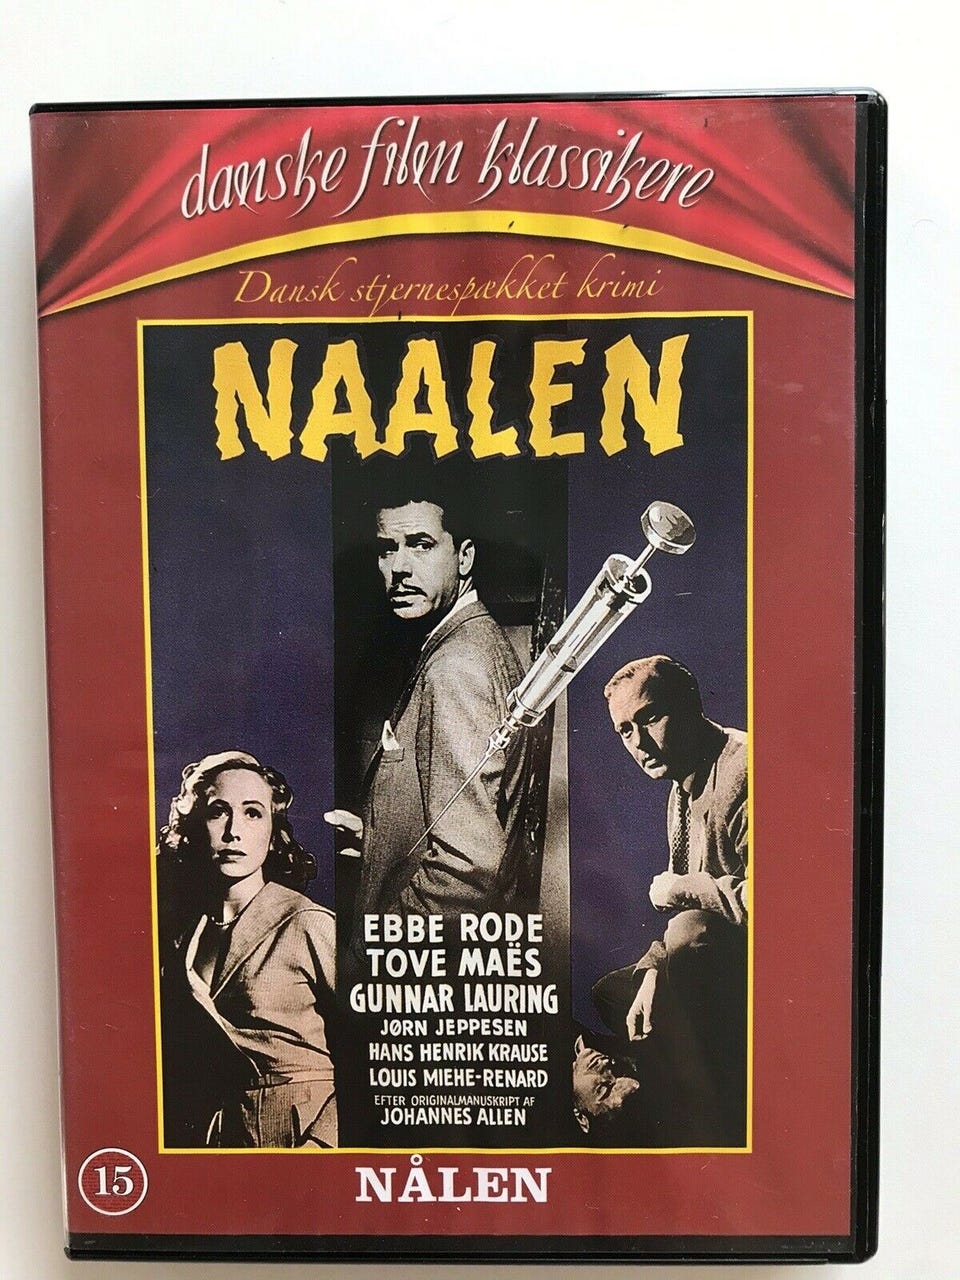 danske film klassikere
Dansk stjernespækket krimi
NAALEN
EBBE RODE
TOVE MAËS
GUNNAR LAURING
JØRN JEPPESEN
HANS HENRIK KRAUSE
LOUIS MIEHE-RENARD
EFTER ORIGINALMANUSKRIPT AF
JOHANNES ALLEN
15
NÅLEN